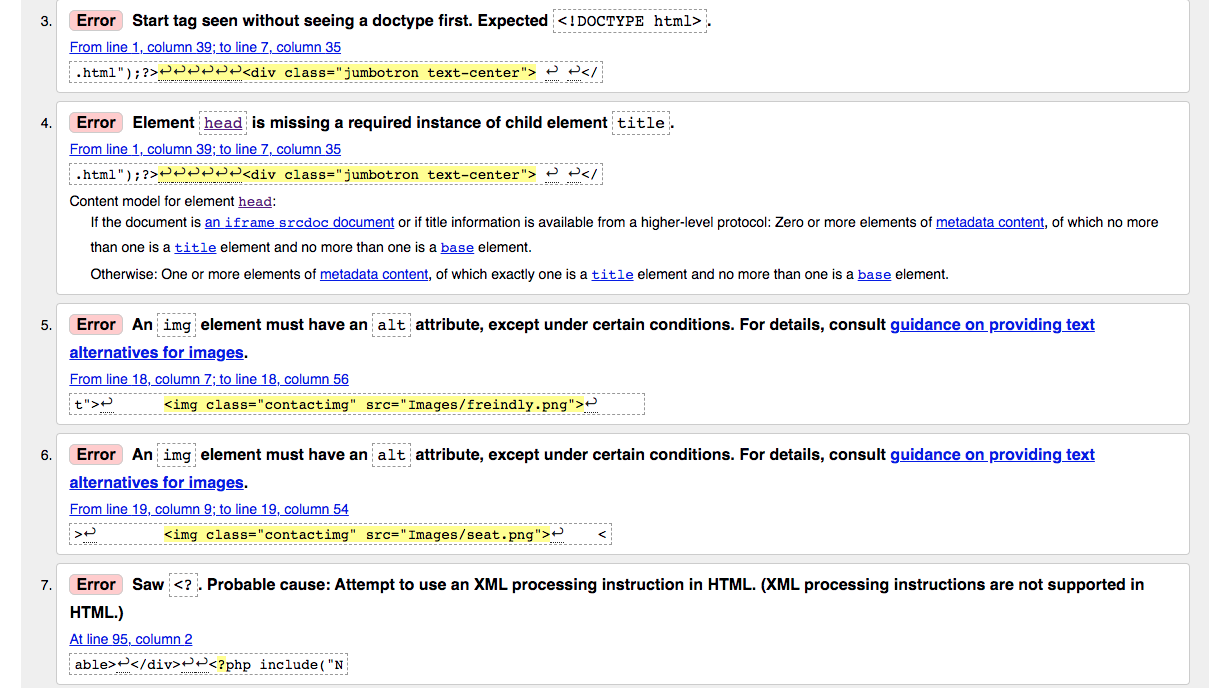 3. Error Start tag seen without seeing a doctype first. Expected <!DOCTYPE html>.
From line 1, column 39; to line 7, column 35
.html");?>↩↩↩↩↩↩<div class="jumbotron text-center"> ↩ ↩</
4. Error Element head is missing a required instance of child element title.
From line 1, column 39; to line 7, column 35
.html");?>↩↩↩↩↩↩<div class="jumbotron text-center"> ↩ ↩</
Content model for element head:
If the document is an iframe srcdoc document or if title information is available from a higher-level protocol: Zero or more elements of metadata content, of which no more
than one is a title element and no more than one is a base element.
Otherwise: One or more elements of metadata content, of which exactly one is a title element and no more than one is a base element.
5. Error An img element must have an alt attribute, except under certain conditions. For details, consult guidance on providing text
alternatives for images.
From line 18, column 7; to line 18, column 56
t">↩ <img class="contactimg" src="Images/freindly.png">↩
6. Error An img element must have an alt attribute, except under certain conditions. For details, consult guidance on providing text
alternatives for images.
From line 19, column 9; to line 19, column 54
>↩ <img class="contactimg" src="Images/seat.png">↩ <
7. Error Saw <?. Probable cause: Attempt to use an XML processing instruction in HTML. (XML processing instructions are not supported in
HTML.)
At line 95, column 2
able>↩</div>↩↩<?php include("N